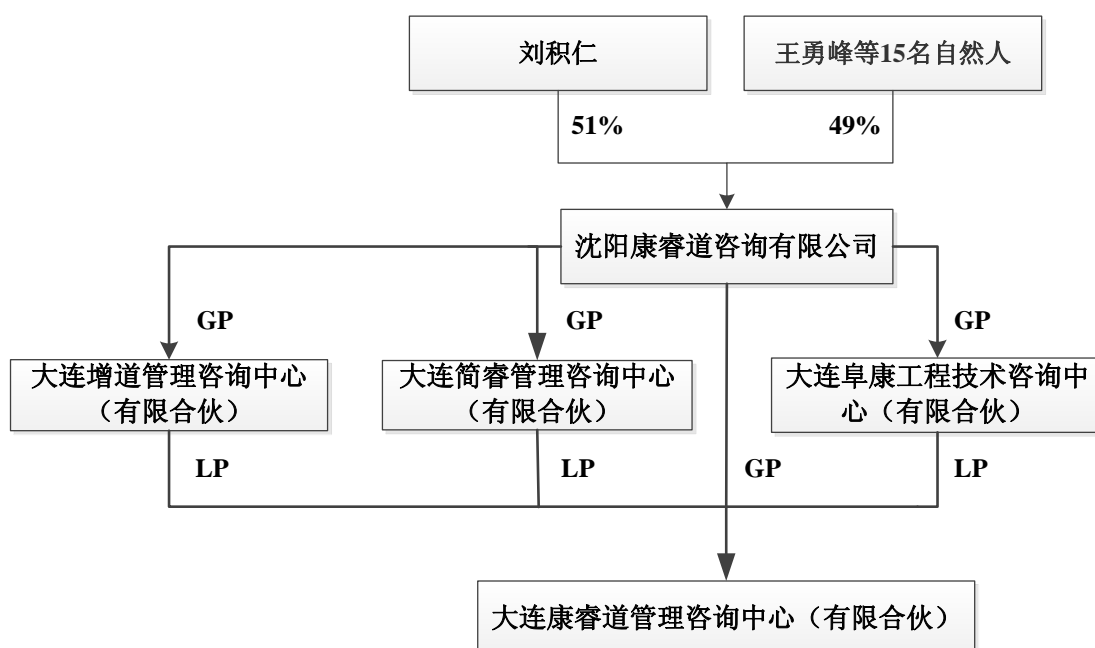 刘积仁
王勇峰等15名自然人
51%
49%
沈阳康睿道咨询有限公司
GP
GP
GP
大连增道管理咨询中心
（有限合伙）
大连简睿管理咨询中心
（有限合伙）
大连阜康工程技术咨询中
心（有限合伙）
LP
LP
GP
LP
大连康睿道管理咨询中心（有限合伙）